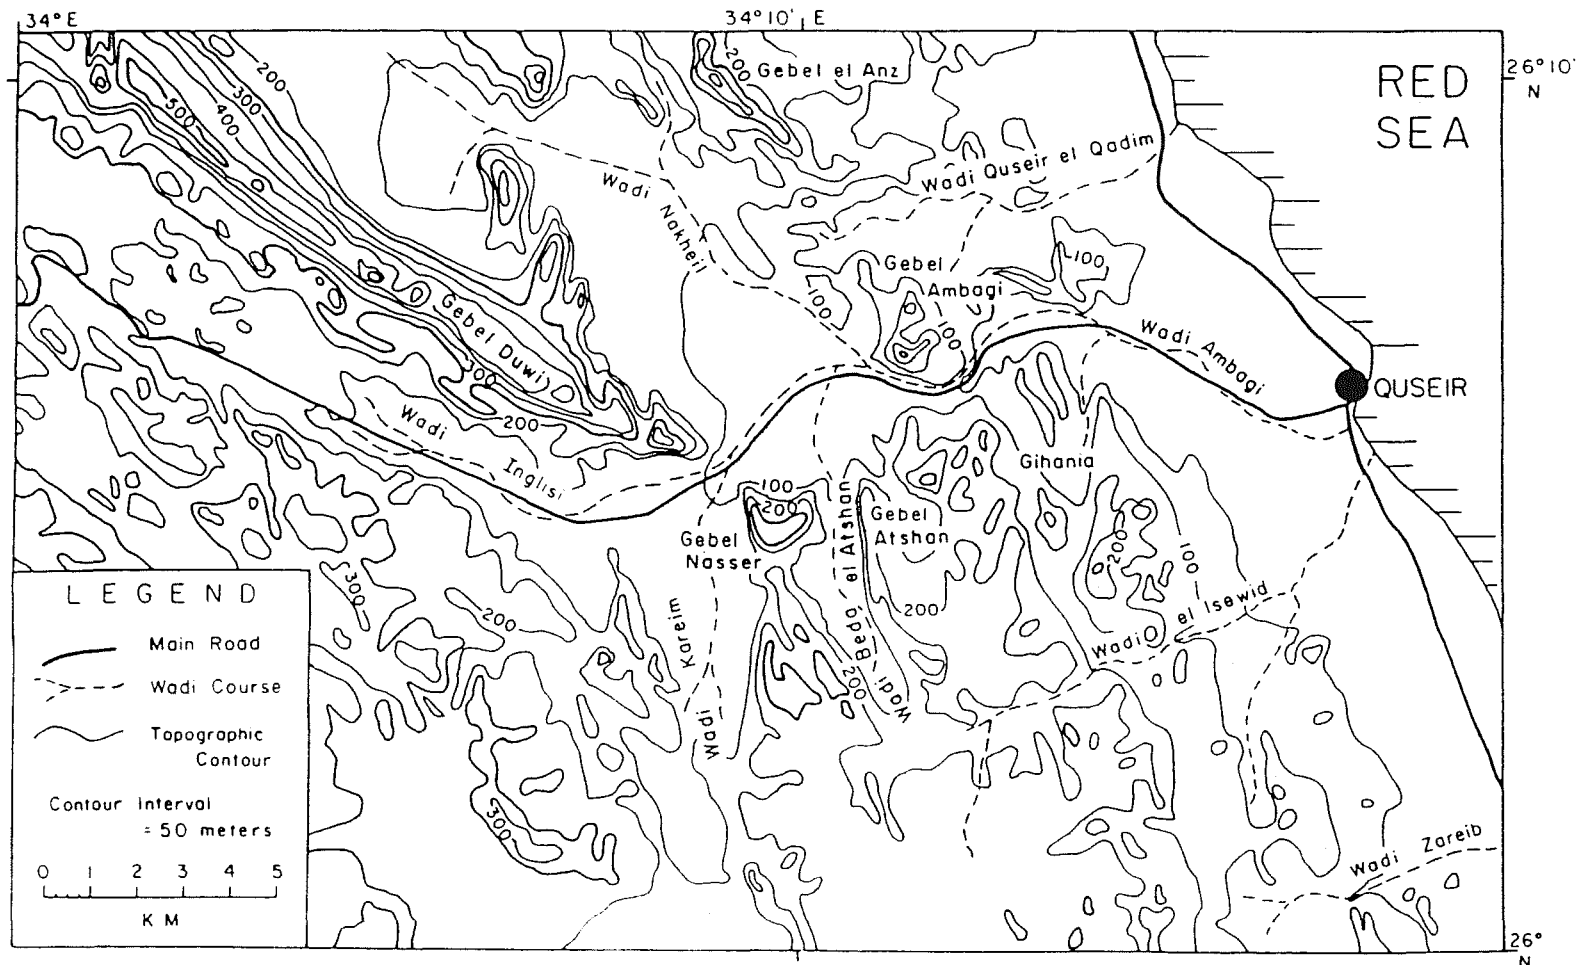 34° E
34° 10' E
26° 10'
N
RED
SEA
200
300
400
500
200
Gebel el Anz
Wadi Quseir el Qadim
Wadi Nakheil
Gebel
Ambagi
100
100
100
Gebel Duwi
300
200
Wadi Ambagi
QUSEIR
Wadi Inglisi
Gihania
100
200
Gebel
Nasser
Gebel
Atshan
Wadi Beda el Atshan
200
200
100
200
Wadi el Isewid
Wadi Kareim
300
200
300
Wadi Zareib
26°
N
LEGEND
Main Road
Wadi Course
Topographic
Contour
Contour Interval
= 50 meters
0 1 2 3 4 5
KM